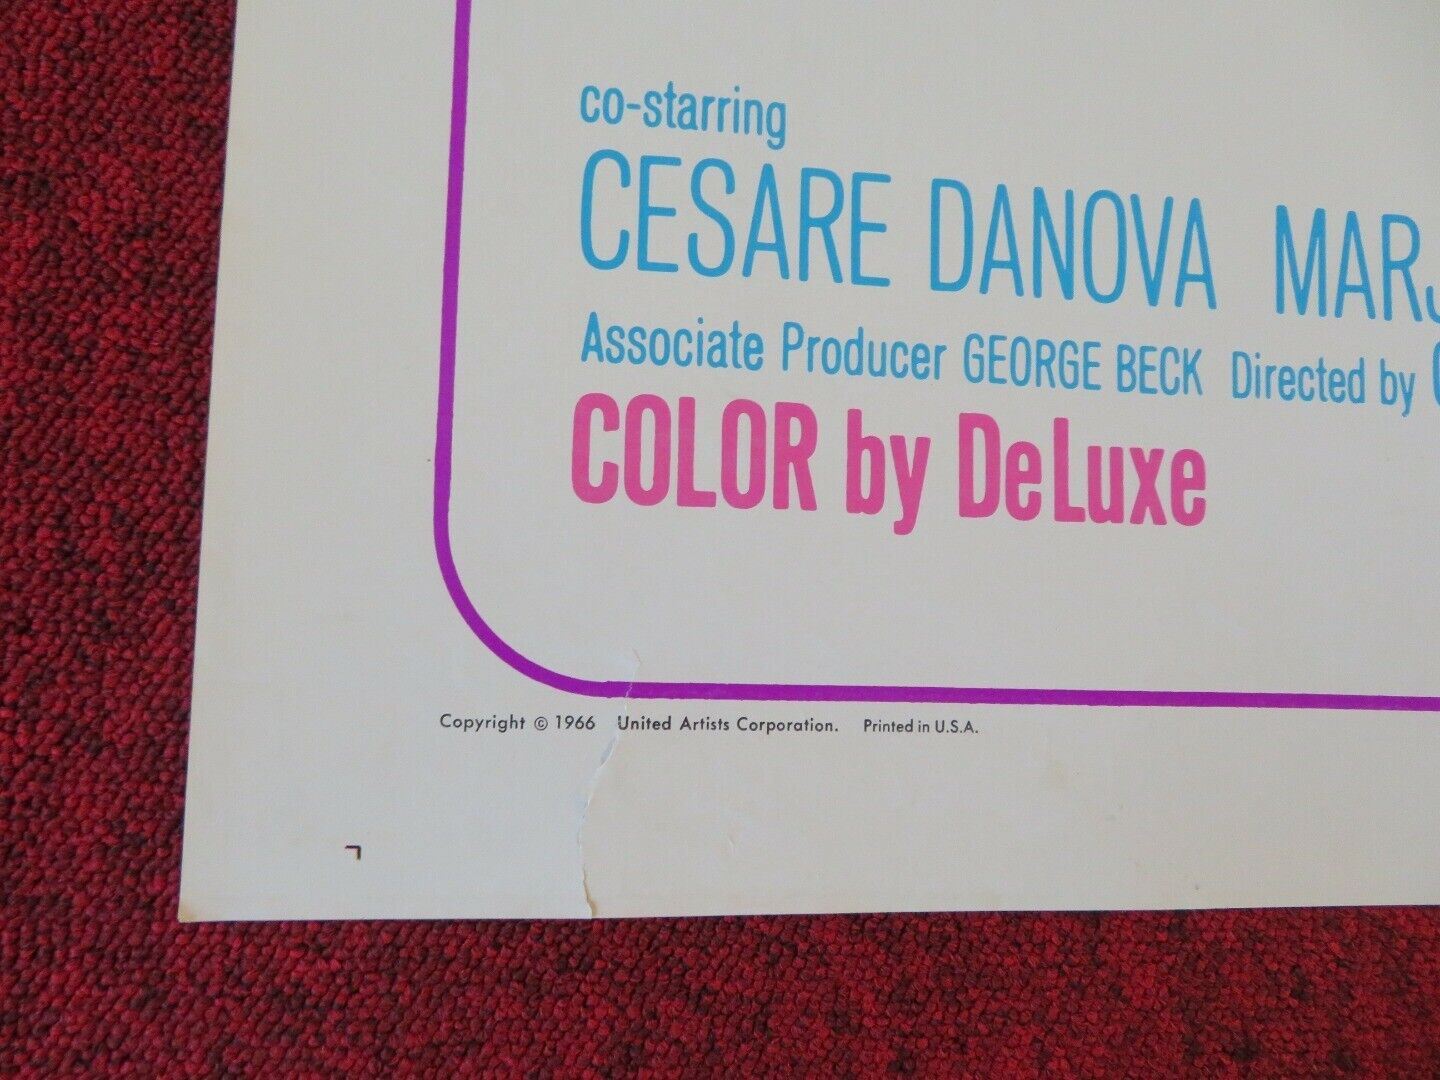 co-starring
CESARE DANOVA MARJ
Associate Producer GEORGE BECK Directed by
COLOR by DeLuxe
Copyright © 1966 United Artists Corporation. Printed in U.S.A.